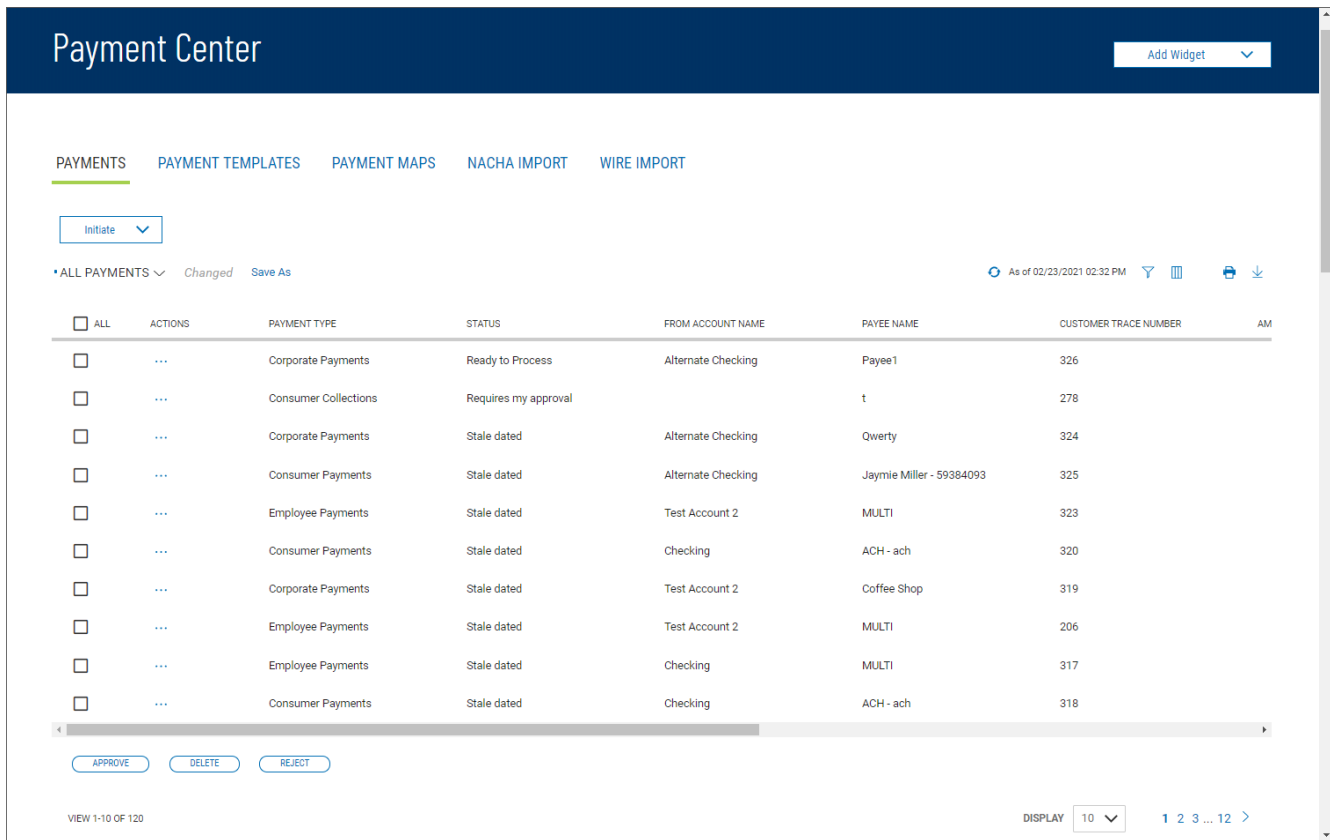 Payment Center
Add Widget
PAYMENTS PAYMENT TEMPLATES PAYMENT MAPS NACHA IMPORT WIRE IMPORT
Initiate
ALL PAYMENTS Changed Save As As of 02/23/2021 02:32 PM
ALL ACTIONS PAYMENT TYPE STATUS FROM ACCOUNT NAME PAYEE NAME CUSTOMER TRACE NUMBER AM
... Corporate Payments Ready to Process Alternate Checking Payee1 326
... Consumer Collections Requires my approval t 278
... Corporate Payments Stale dated Alternate Checking Qwerty 324
... Consumer Payments Stale dated Alternate Checking Jaymie Miller - 59384093 325
... Employee Payments Stale dated Test Account 2 MULTI 323
... Consumer Payments Stale dated Checking ACH - ach 320
... Corporate Payments Stale dated Test Account 2 Coffee Shop 319
... Employee Payments Stale dated Test Account 2 MULTI 206
... Employee Payments Stale dated Checking MULTI 317
... Consumer Payments Stale dated Checking ACH - ach 318
APPROVE DELETE REJECT
VIEW 1-10 OF 120 DISPLAY 10 1 2 3 ... 12 >